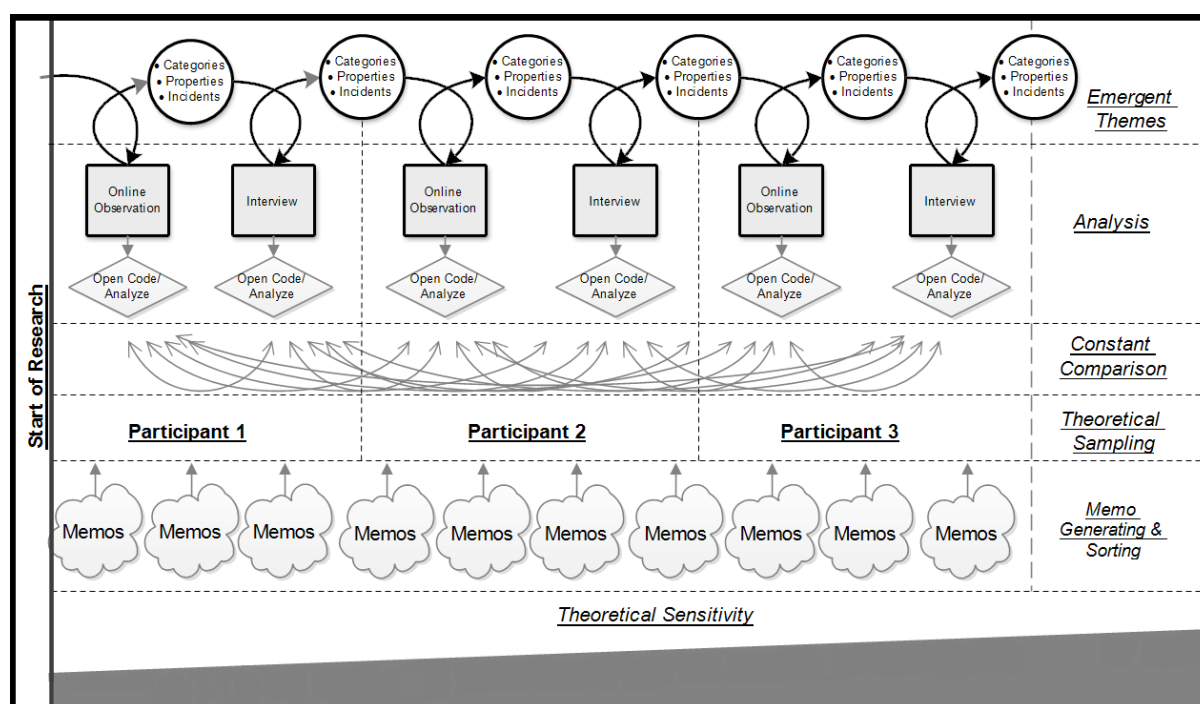 • Categories
• Properties
• Incidents
• Categories
• Properties
• Incidents
• Categories
• Properties
• Incidents
• Categories
• Properties
• Incidents
• Categories
• Properties
• Incidents
• Categories
• Properties
• Incidents
Emergent
Themes
Online
Observation
Interview
Online
Observation
Interview
Online
Observation
Interview
Analysis
Open Code/
Analyze
Open Code/
Analyze
Open Code/
Analyze
Open Code/
Analyze
Open Code/
Analyze
Open Code/
Analyze
Start of Research
Constant
Comparison
Participant 1
Participant 2
Participant 3
Theoretical
Sampling
Memos
Memos
Memos
Memos
Memos
Memos
Memos
Memos
Memos
Memos
Memo
Generating &
Sorting
Theoretical Sensitivity